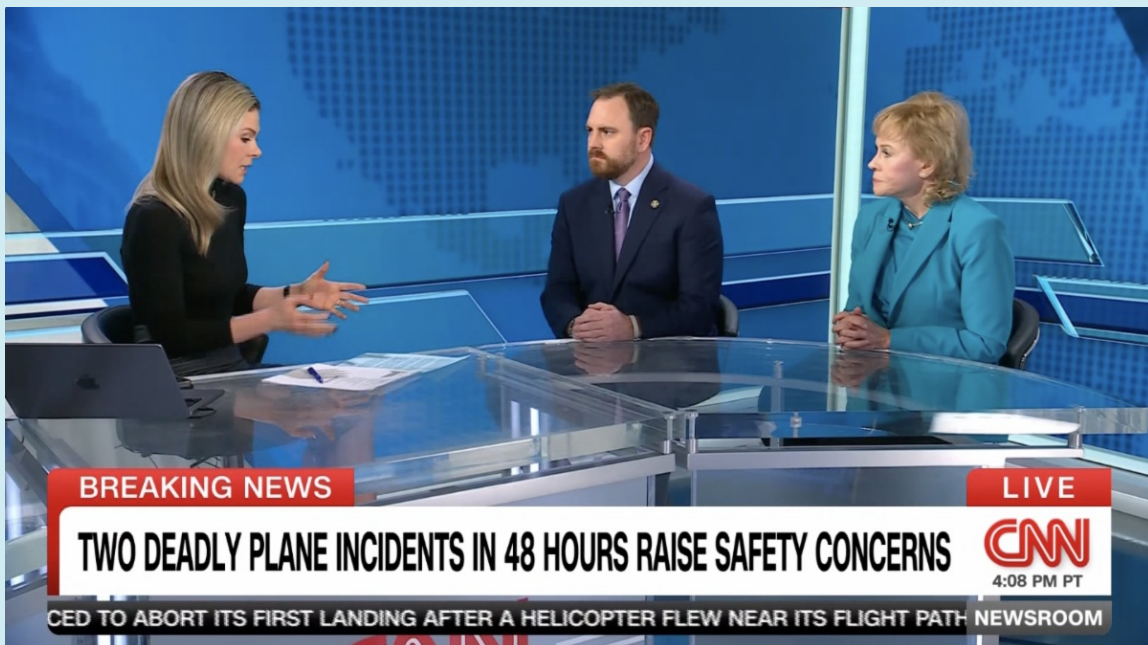 BREAKING NEWS
LIVE
TWO DEADLY PLANE INCIDENTS IN 48 HOURS RAISE SAFETY CONCERNS
CNN
4:08 PM PT
CED TO ABORT ITS FIRST LANDING AFTER A HELICOPTER FLEW NEAR ITS FLIGHT PATH
NEWSROOM
CNN